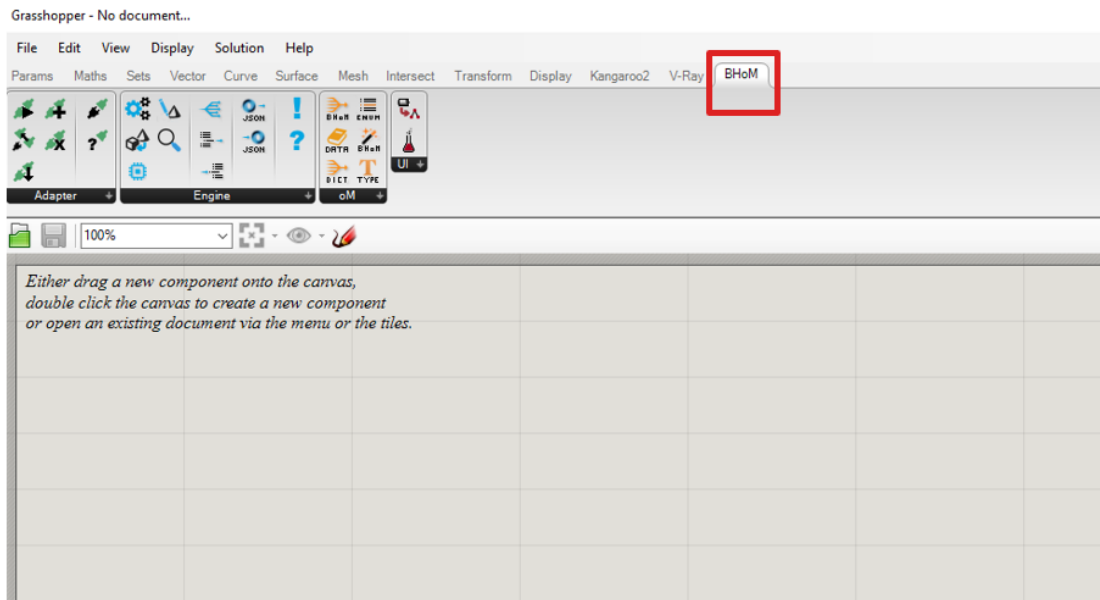 Grasshopper - No document...
File Edit View Display Solution Help
Params Maths Sets Vector Curve Surface Mesh Intersect Transform Display Kangaroo2 V-Ray BHoM
JSON BHoM ENUM
JSON DATA BHoM
DICT TYPE
UI +
Adapter + Engine + oM +
100%
Either drag a new component onto the canvas,
double click the canvas to create a new component
or open an existing document via the menu or the tiles.